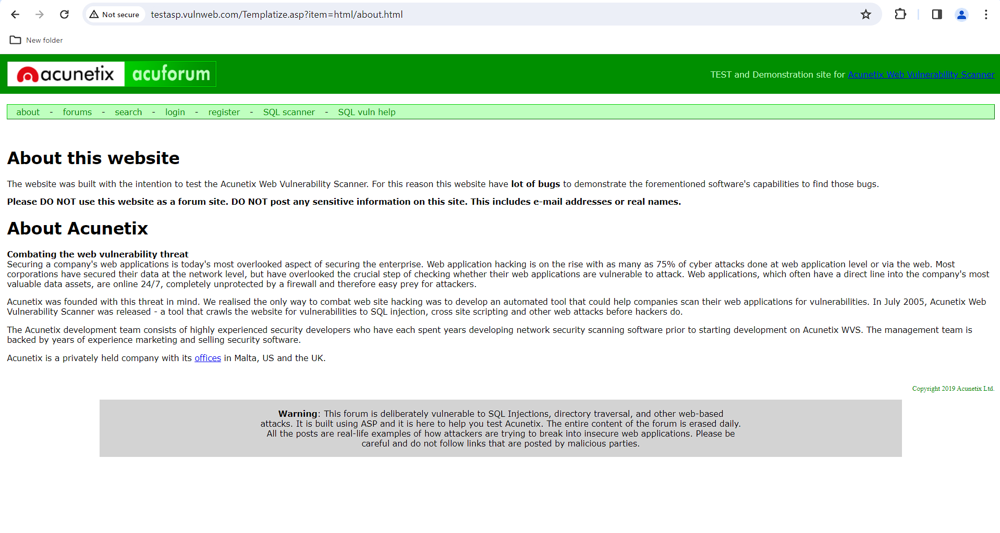 Not secure testasp.vulnweb.com/Templatize.asp?item=html/about.html
New folder
acunetix acuforum
TEST and Demonstration site for Acunetix Web Vulnerability Scanner
about - forums - search - login - register - SQL scanner - SQL vuln help
About this website
The website was built with the intention to test the Acunetix Web Vulnerability Scanner. For this reason this website have lot of bugs to demonstrate the forementioned software's capabilities to find those bugs.
Please DO NOT use this website as a forum site. DO NOT post any sensitive information on this site. This includes e-mail addresses or real names.
About Acunetix
Combating the web vulnerability threat
Securing a company's web applications is today's most overlooked aspect of securing the enterprise. Web application hacking is on the rise with as many as 75% of cyber attacks done at web application level or via the web. Most
corporations have secured their data at the network level, but have overlooked the crucial step of checking whether their web applications are vulnerable to attack. Web applications, which often have a direct line into the company's most
valuable data assets, are online 24/7, completely unprotected by a firewall and therefore easy prey for attackers.
Acunetix was founded with this threat in mind. We realised the only way to combat web site hacking was to develop an automated tool that could help companies scan their web applications for vulnerabilities. In July 2005, Acunetix Web
Vulnerability Scanner was released - a tool that crawls the website for vulnerabilities to SQL injection, cross site scripting and other web attacks before hackers do.
The Acunetix development team consists of highly experienced security developers who have each spent years developing network security scanning software prior to starting development on Acunetix WVS. The management team is
backed by years of experience marketing and selling security software.
Acunetix is a privately held company with its offices in Malta, US and the UK.
Copyright 2019 Acunetix Ltd.
Warning: This forum is deliberately vulnerable to SQL Injections, directory traversal, and other web-based
attacks. It is built using ASP and it is here to help you test Acunetix. The entire content of the forum is erased daily.
All the posts are real-life examples of how attackers are trying to break into insecure web applications. Please be
careful and do not follow links that are posted by malicious parties.